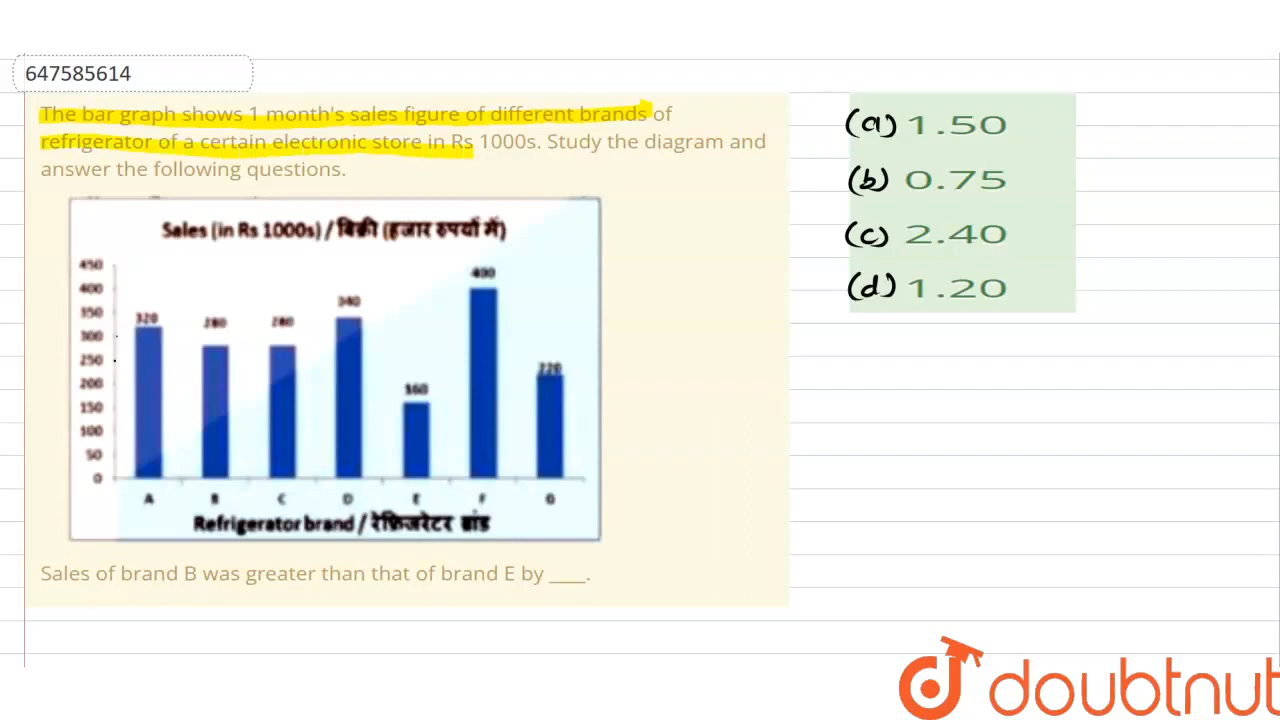 647585614
The bar graph shows 1 month's sales figure of different brands of
refrigerator of a certain electronic store in Rs 1000s. Study the diagram and
answer the following questions.
Sales (in Rs 1000s) / बिक्री (हजार रुपयों में)
450
400
350
300
250
200
150
100
50
0
320
280
280
340
160
400
220
A B C D E F G
Refrigerator brand / रेफ्रिजरेटर ब्रांड
Sales of brand B was greater than that of brand E by ____.
(a) 1.50
(b) 0.75
(c) 2.40
(d) 1.20
doubtnut